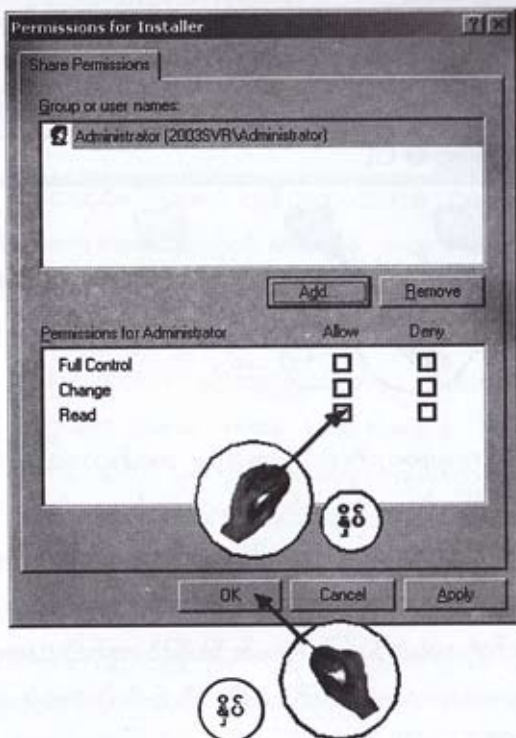 Permissions for Installer
Share Permissions
Group or user names:
Administrator (2003SVR\Administrator)
Add...
Remove
Permissions for Administrator Allow Deny
Full Control
Change
Read
နှိပ်
OK Cancel Apply
နှိပ်